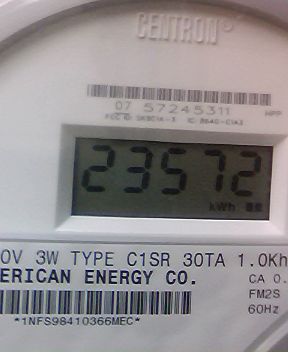 CENTRON
07 57245311
23572
kWh
0V 3W TYPE C1SR 30TA 1.0Kh
ERICAN ENERGY CO.
CA 0.
FM2S
60Hz
*1NFS98410366MEC*